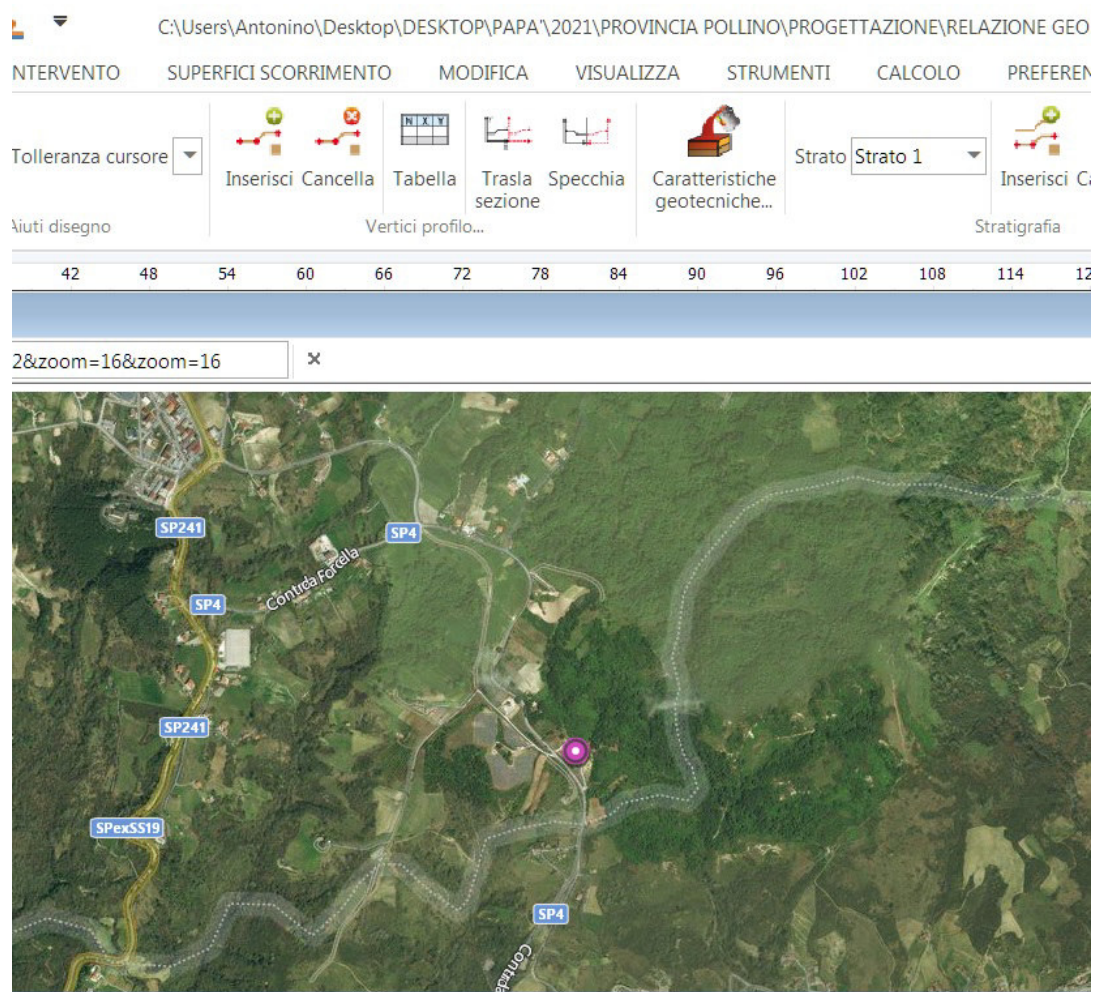 C:\Users\Antonino\Desktop\DESKTOP\PAPA'\2021\PROVINCIA POLLINO\PROGETTAZIONE\RELAZIONE GEO
NTERVENTO SUPERFICI SCORRIMENTO MODIFICA VISUALIZZA STRUMENTI CALCOLO PREFEREN
N X Y
Tolleranza cursore Strato Strato 1
Inserisci Cancella Tabella Trasla sezione Specchia Caratteristiche geotecniche... Inserisci Ca
Aiuti disegno Vertici profilo... Stratigrafia
42 48 54 60 66 72 78 84 90 96 102 108 114 12
2&zoom=16&zoom=16
SP241
SP4
Contrda Forcella
SP4
SP241
SPexSS19
SP4
Contrda